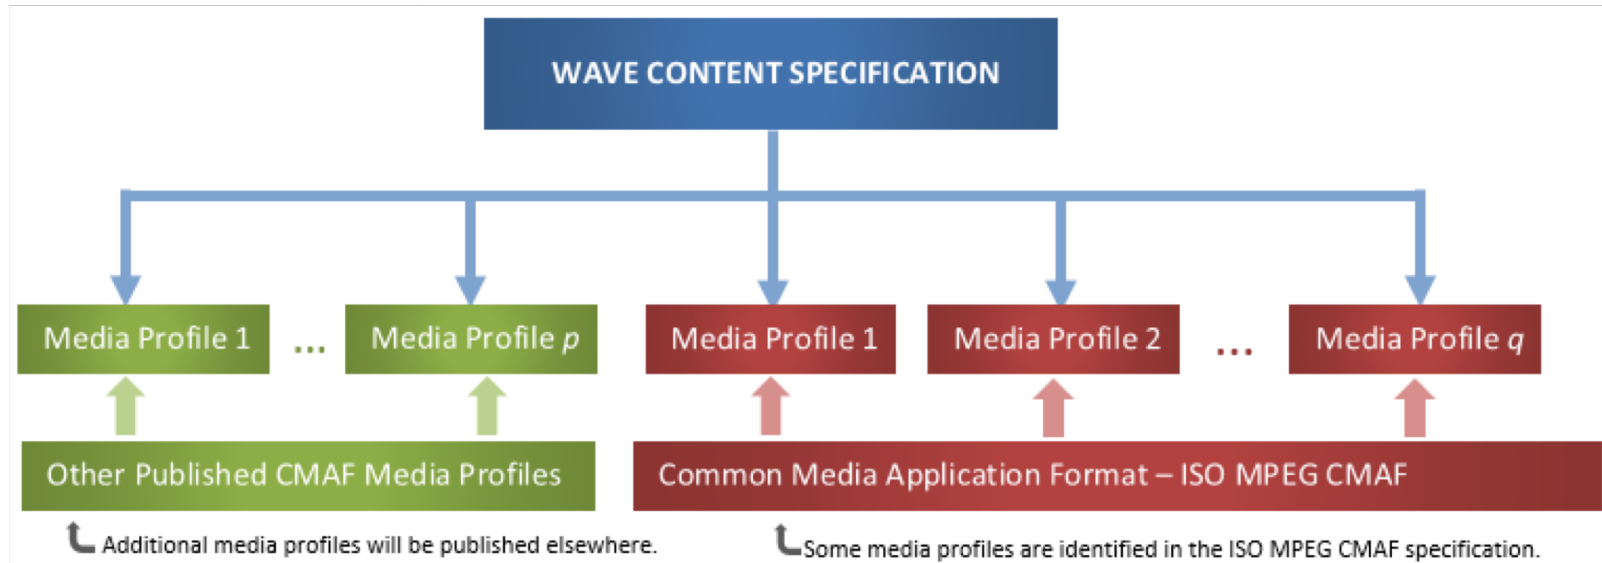 WAVE CONTENT SPECIFICATION
Media Profile 1 ... Media Profile p Media Profile 1 Media Profile 2 ... Media Profile q
Other Published CMAF Media Profiles
Common Media Application Format – ISO MPEG CMAF
Additional media profiles will be published elsewhere.
Some media profiles are identified in the ISO MPEG CMAF specification.